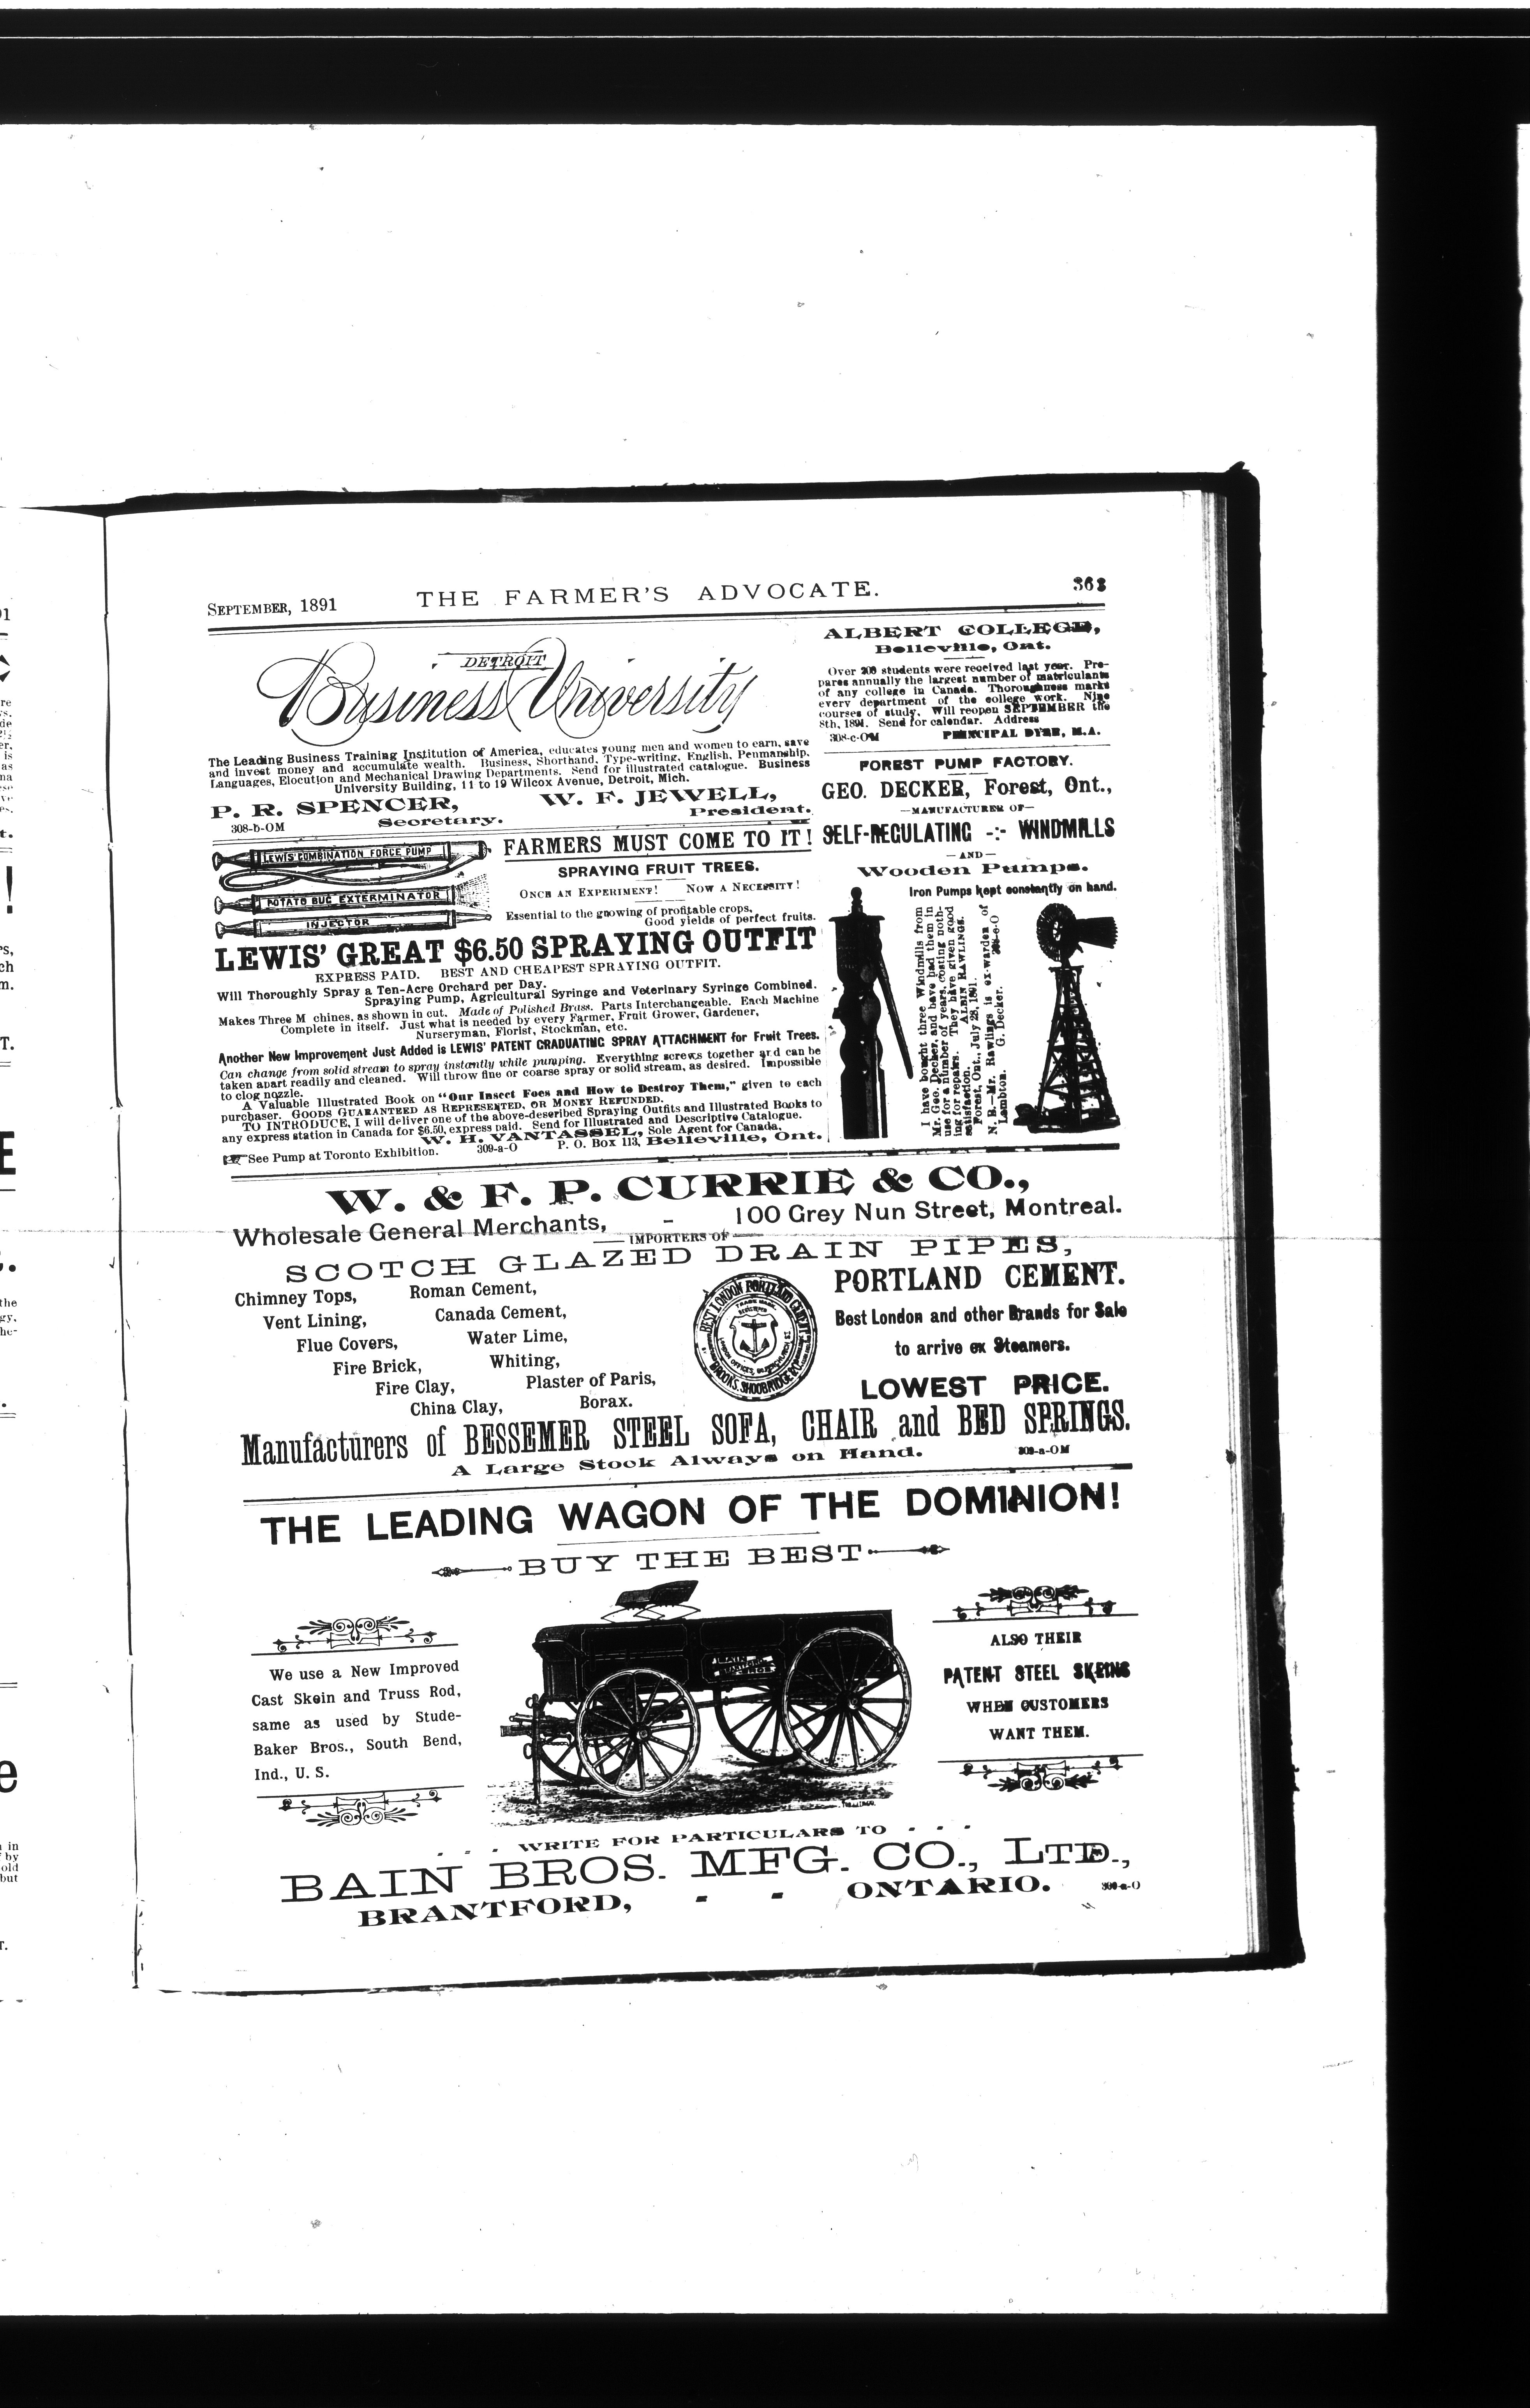 SEPTEMBER, 1891
THE FARMER'S ADVOCATE.
363
DETROIT
Business University
The Leading Business Training Institution of America, educates young men and women to earn, save
and invest money and accumulate wealth. Business, Shorthand, Type-writing, English, Penmanship,
Languages, Elocution and Mechanical Drawing Departments. Send for illustrated catalogue. Business
University Building, 11 to 19 Wilcox Avenue, Detroit, Mich.
P. R. SPENCER,
Secretary.
W. F. JEWELL,
President.
308-b-OM
LEWIS' COMBINATION FORCE PUMP
POTATO BUG EXTERMINATOR
INJECTOR
FARMERS MUST COME TO IT!
SPRAYING FRUIT TREES.
ONCE AN EXPERIMENT! NOW A NECESSITY!
Essential to the growing of profitable crops,
Good yields of perfect fruits.
LEWIS' GREAT $6.50 SPRAYING OUTFIT
EXPRESS PAID. BEST AND CHEAPEST SPRAYING OUTFIT.
Will Thoroughly Spray a Ten-Acre Orchard per Day.
Spraying Pump, Agricultural Syringe and Veterinary Syringe Combined.
Makes Three M chines, as shown in cut. Made of Polished Brass. Parts Interchangeable. Each Machine
Complete in itself. Just what is needed by every Farmer, Fruit Grower, Gardener,
Nurseryman, Florist, Stockman, etc.
Another New Improvement Just Added is LEWIS' PATENT GRADUATING SPRAY ATTACHMENT for Fruit Trees.
Can change from solid stream to spray instantly while pumping. Everything screws together and can be
taken apart readily and cleaned. Will throw fine or coarse spray or solid stream, as desired. Impossible
to clog nozzle.
A Valuable Illustrated Book on "Our Insect Foes and How to Destroy Them," given to each
purchaser. GOODS GUARANTEED AS REPRESENTED, OR MONEY REFUNDED.
TO INTRODUCE, I will deliver one of the above-described Spraying Outfits and Illustrated Books to
any express station in Canada for $6.50, express paid. Send for Illustrated and Descriptive Catalogue.
W. H. VANTASSEL, Sole Agent for Canada,
See Pump at Toronto Exhibition. 309-a-O P. O. Box 113, Belleville, Ont.
ALBERT COLLEGE,
Belleville, Ont.
Over 200 students were received last year. Pre-
pares annually the largest number of matriculants
of any college in Canada. Thoroughness marks
every department of the college work. Nine
courses of study. Will reopen SEPTEMBER the
8th, 1891. Send for calendar. Address
308-c-OM PRINCIPAL DYER, M.A.
FOREST PUMP FACTORY.
GEO. DECKER, Forest, Ont.,
—MANUFACTURER OF—
SELF-REGULATING -:- WINDMILLS
—AND—
Wooden Pumps.
Iron Pumps kept constantly on hand.
I have bought three Windmills from
Mr. Geo. Decker, and have had them in
use for a number of years, costing noth-
ing for repairs. They have given good
satisfaction. ALBIN RAWLINGS.
Forest, Ont., July 28, 1891.
N. B.—Mr. Rawlings is ex-warden of
Lambton. G. Decker.
W. & F. P. CURRIE & CO.,
Wholesale General Merchants, - 100 Grey Nun Street, Montreal.
IMPORTERS OF
SCOTCH GLAZED DRAIN PIPES,
Chimney Tops,
Vent Lining,
Flue Covers,
Fire Brick,
Fire Clay,
China Clay,
Roman Cement,
Canada Cement,
Water Lime,
Whiting,
Plaster of Paris,
Borax.
BEST LONDON PORTLAND CEMENT
TRADE MARK
REGISTERED
BROOKS, SHOOBRIDGE & CO.
PORTLAND CEMENT.
Best London and other Brands for Sale
to arrive ex Steamers.
LOWEST PRICE.
Manufacturers of BESSEMER STEEL SOFA, CHAIR and BED SPRINGS.
A Large Stock Always on Hand.
309-a-OM
THE LEADING WAGON OF THE DOMINION!
BUY THE BEST
We use a New Improved
Cast Skein and Truss Rod,
same as used by Stude-
Baker Bros., South Bend,
Ind., U. S.
BAIN
BRANTFORD
BROS
ALSO THEIR
PATENT STEEL SKEINS
WHEN CUSTOMERS
WANT THEM.
. . . WRITE FOR PARTICULARS TO . . .
BAIN BROS. MFG. CO., LTD.,
BRANTFORD, - - ONTARIO.
309-a-O